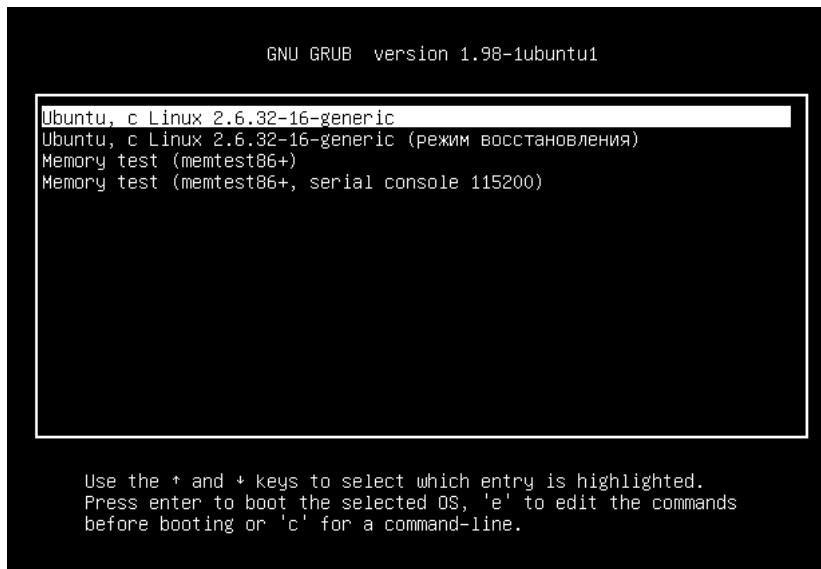 GNU GRUB  version 1.98-1ubuntu1
Ubuntu, с Linux 2.6.32-16-generic
Ubuntu, с Linux 2.6.32-16-generic (режим восстановления)
Memory test (memtest86+)
Memory test (memtest86+, serial console 115200)
Use the ↑ and ↓ keys to select which entry is highlighted.
Press enter to boot the selected OS, 'e' to edit the commands
before booting or 'c' for a command-line.